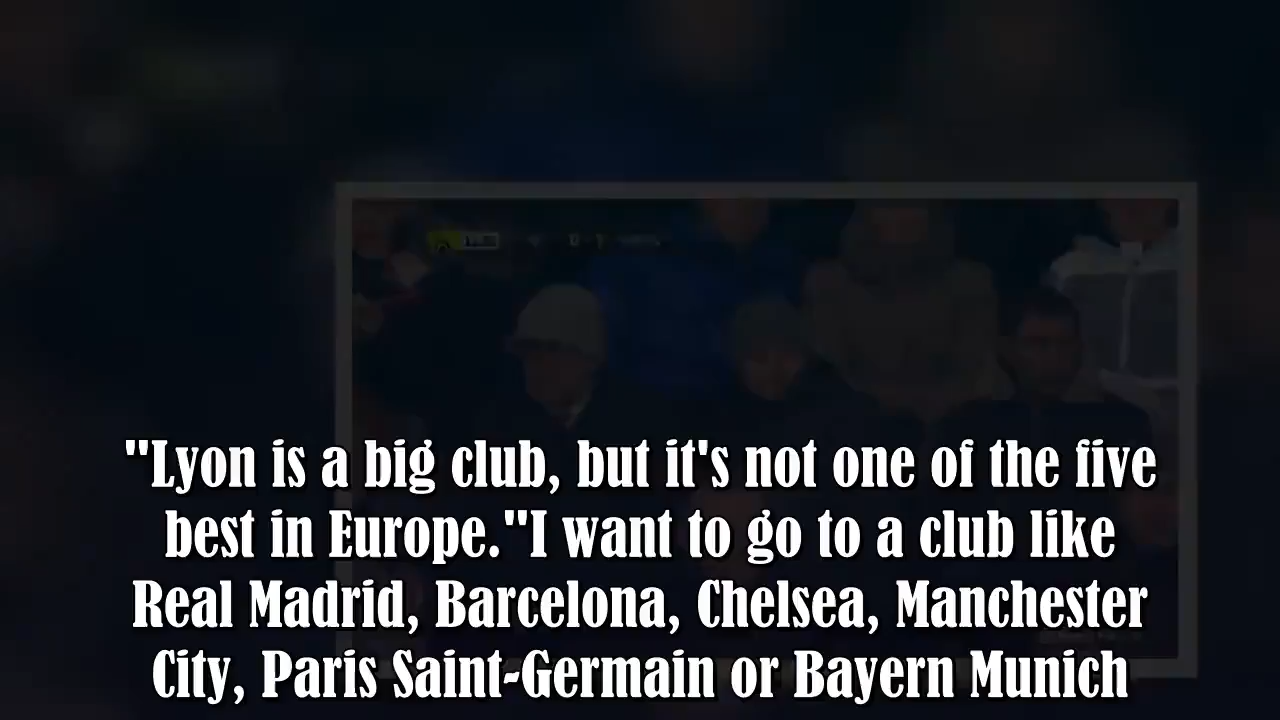 "Lyon is a big club, but it's not one of the five
best in Europe."I want to go to a club like
Real Madrid, Barcelona, Chelsea, Manchester
City, Paris Saint-Germain or Bayern Munich